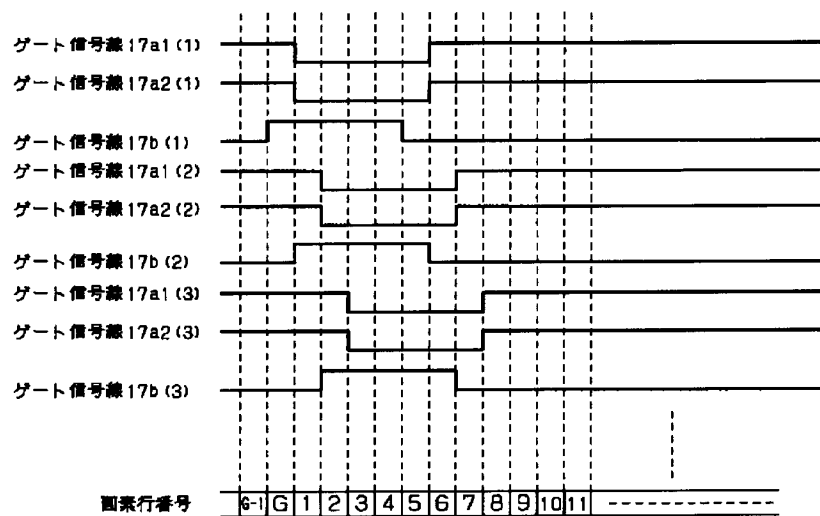 ゲート信号線17a1(1)
ゲート信号線17a2(1)
ゲート信号線17b(1)
ゲート信号線17a1(2)
ゲート信号線17a2(2)
ゲート信号線17b(2)
ゲート信号線17a1(3)
ゲート信号線17a2(3)
ゲート信号線17b(3)
画素行番号 G-1 G 1 2 3 4 5 6 7 8 9 10 11